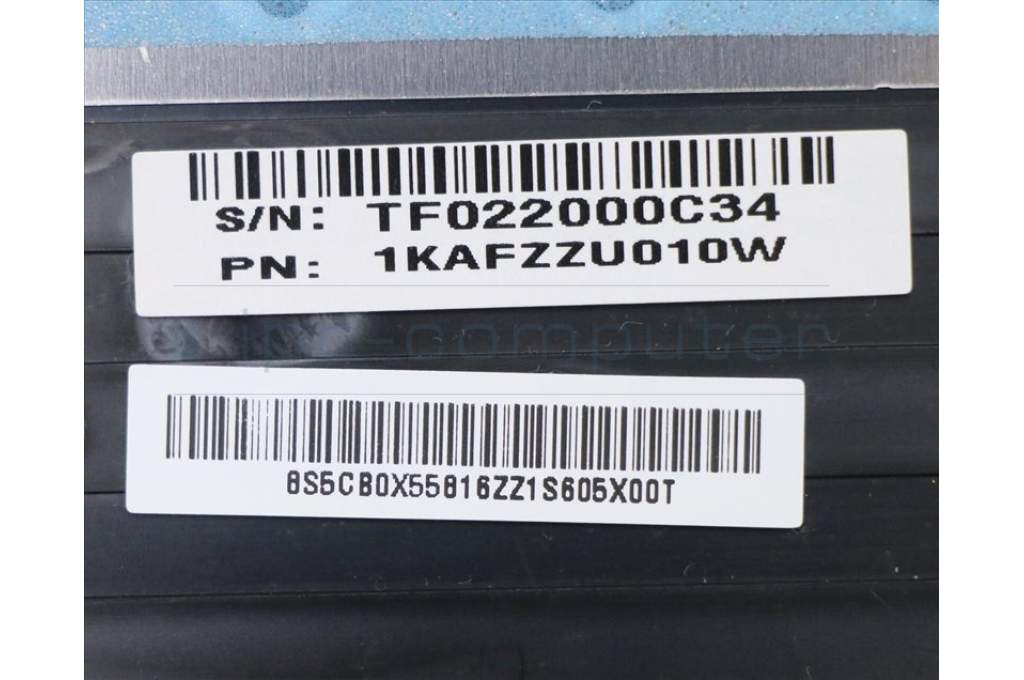 S/N: TF022000C34
PN: 1KAFZZU010W
8S5CB0X55816ZZ1S605X00T